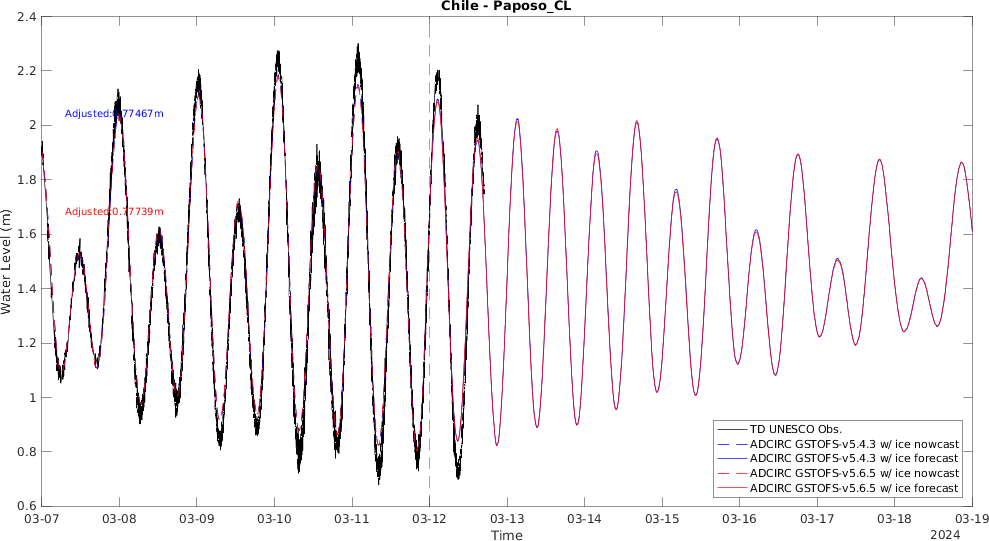 Chile - Paposo_CL
2.4
2.2
2
1.8
1.6
1.4
1.2
1
0.8
0.6
Water Level (m)
Adjusted:0.77467m
Adjusted:0.77739m
TD UNESCO Obs.
ADCIRC GSTOFS-v5.4.3 w/ ice nowcast
ADCIRC GSTOFS-v5.4.3 w/ ice forecast
ADCIRC GSTOFS-v5.6.5 w/ ice nowcast
ADCIRC GSTOFS-v5.6.5 w/ ice forecast
03-07 03-08 03-09 03-10 03-11 03-12 03-13 03-14 03-15 03-16 03-17 03-18 03-19
Time
2024